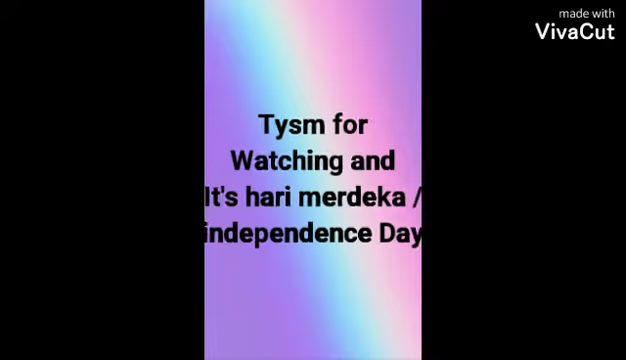 made with
VivaCut
Tysm for
Watching and
It's hari merdeka /
independence Day